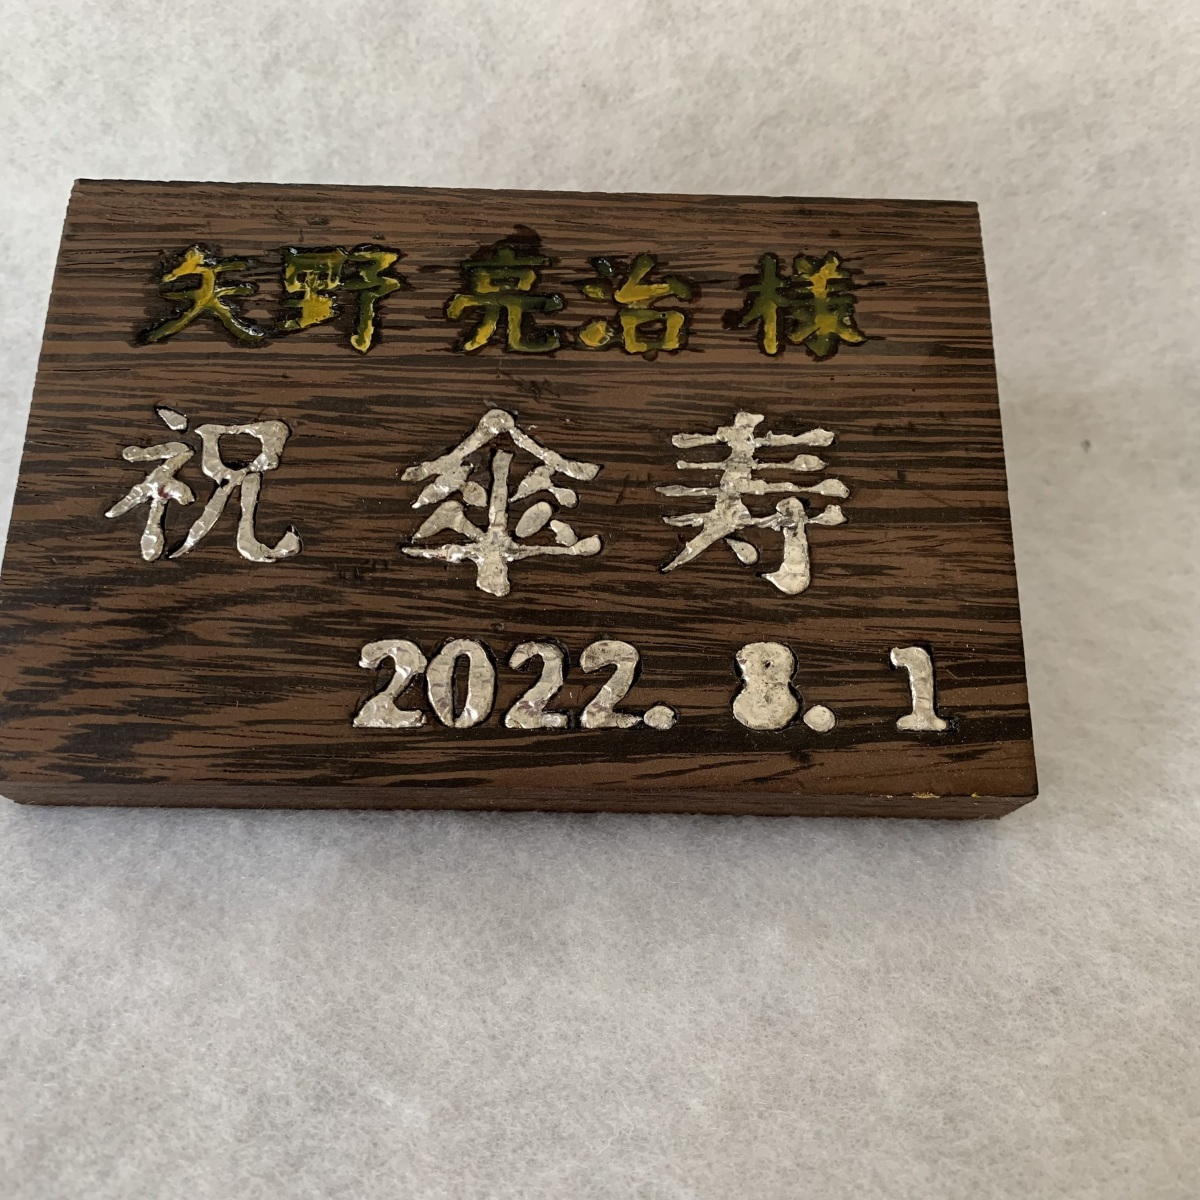 矢野 亮治 様
祝 傘 寿
2022. 8. 1